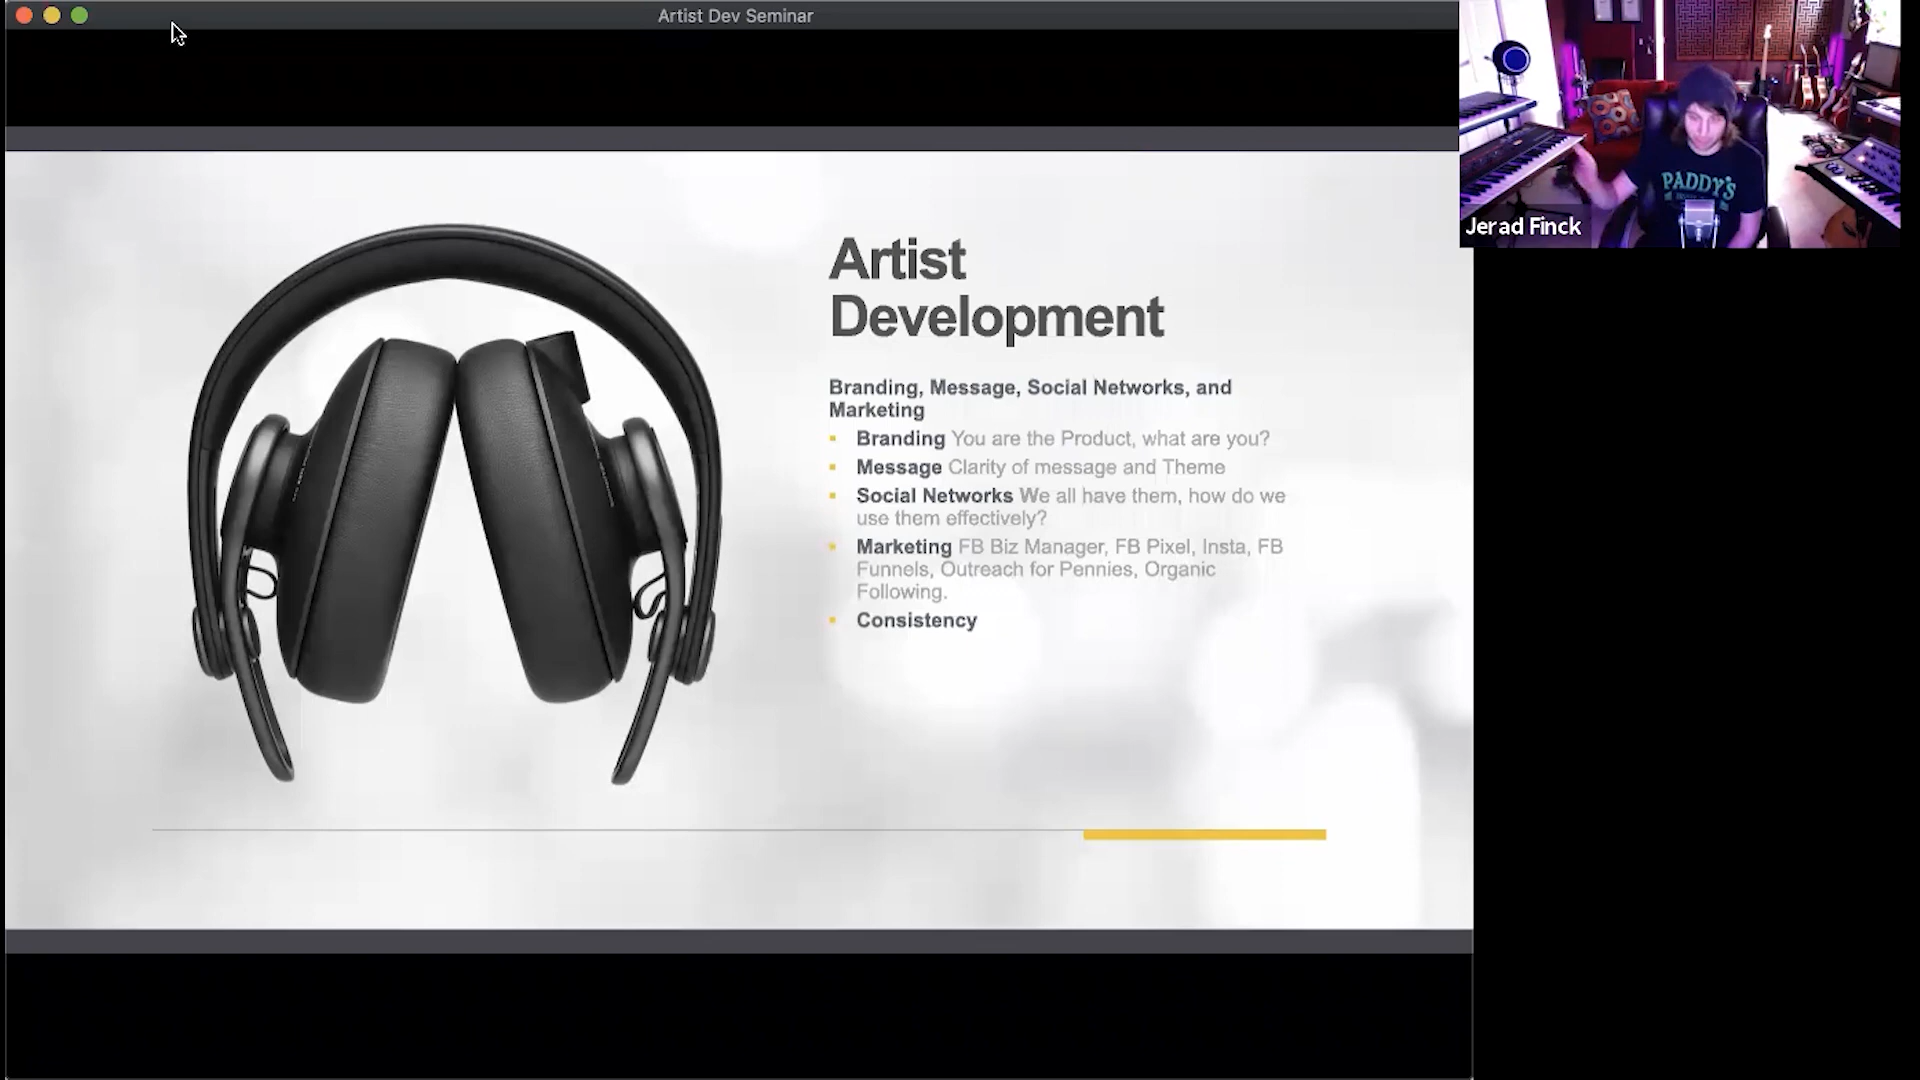 Artist Dev Seminar
Artist
Development
Branding, Message, Social Networks, and
Marketing
Branding You are the Product, what are you?
Message Clarity of message and Theme
Social Networks We all have them, how do we
use them effectively?
Marketing FB Biz Manager, FB Pixel, Insta, FB
Funnels, Outreach for Pennies, Organic
Following.
Consistency
PADDY'S
Jerad Finck